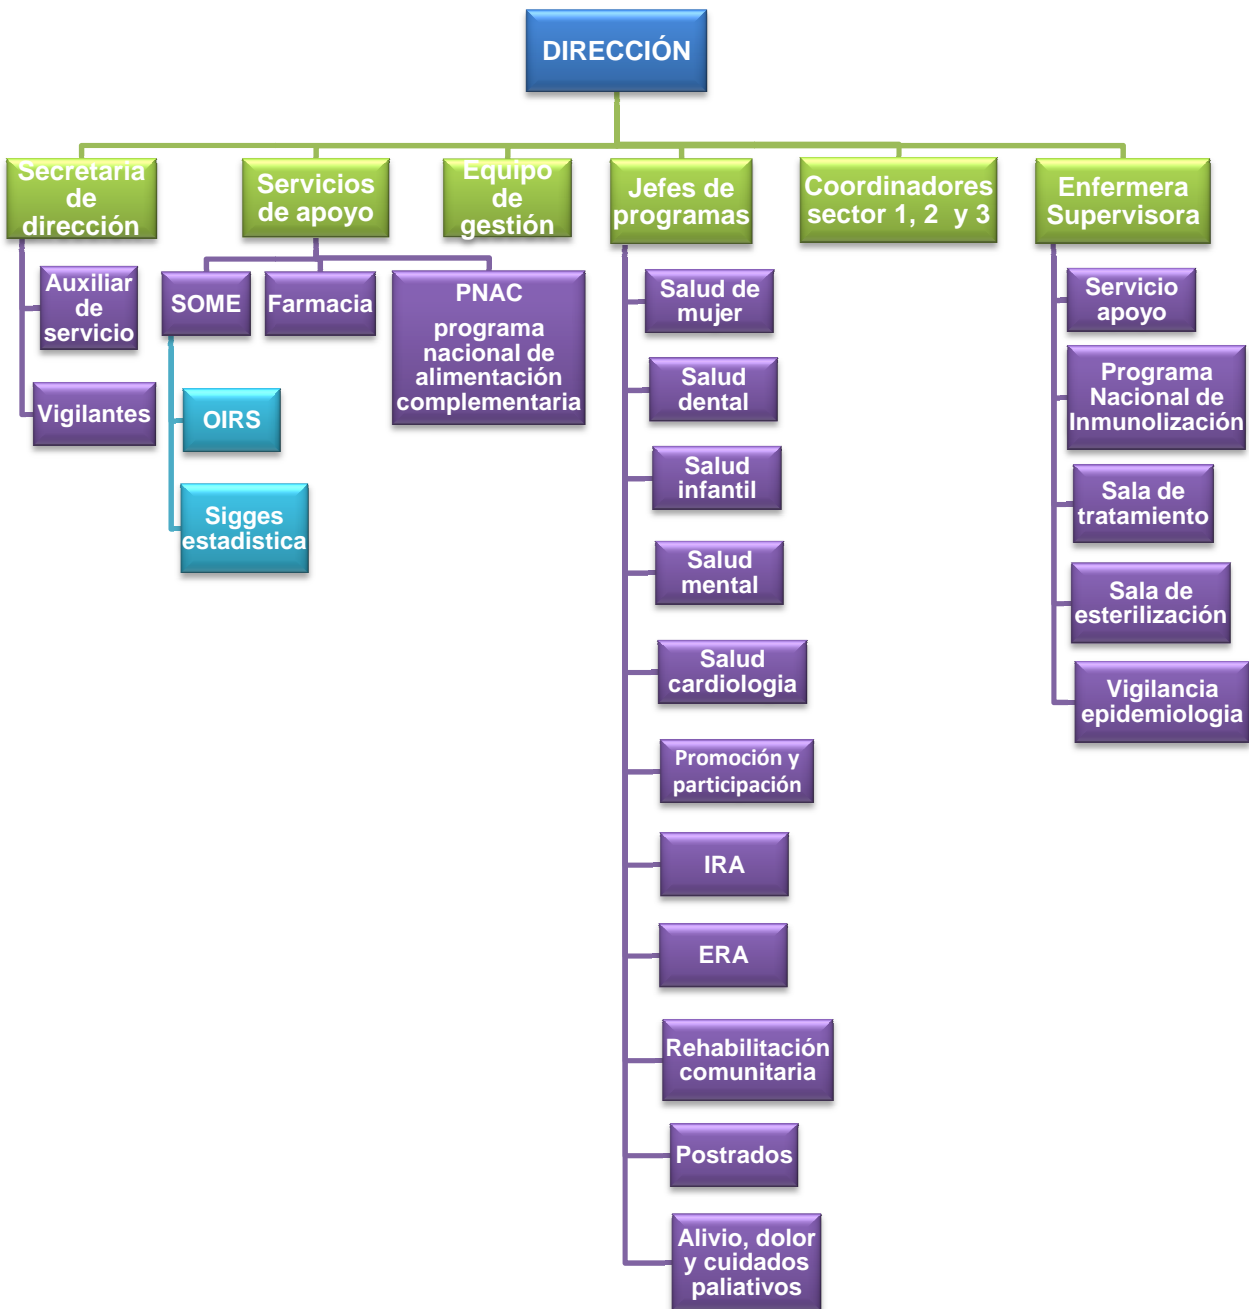 DIRECCIÓN
Secretaria
de
dirección
Servicios
de apoyo
Equipo
de
gestión
Jefes de
programas
Coordinadores
sector 1, 2 y 3
Enfermera
Supervisora
Auxiliar
de
servicio
Vigilantes
SOME
Farmacia
PNAC
programa
nacional de
alimentación
complementaria
OIRS
Sigges
estadistica
Salud de
mujer
Salud
dental
Salud
infantil
Salud
mental
Salud
cardiologia
Promoción y
participación
IRA
ERA
Rehabilitación
comunitaria
Postrados
Alivio, dolor
y cuidados
paliativos
Servicio
apoyo
Programa
Nacional de
Inmunolización
Sala de
tratamiento
Sala de
esterilización
Vigilancia
epidemiologia